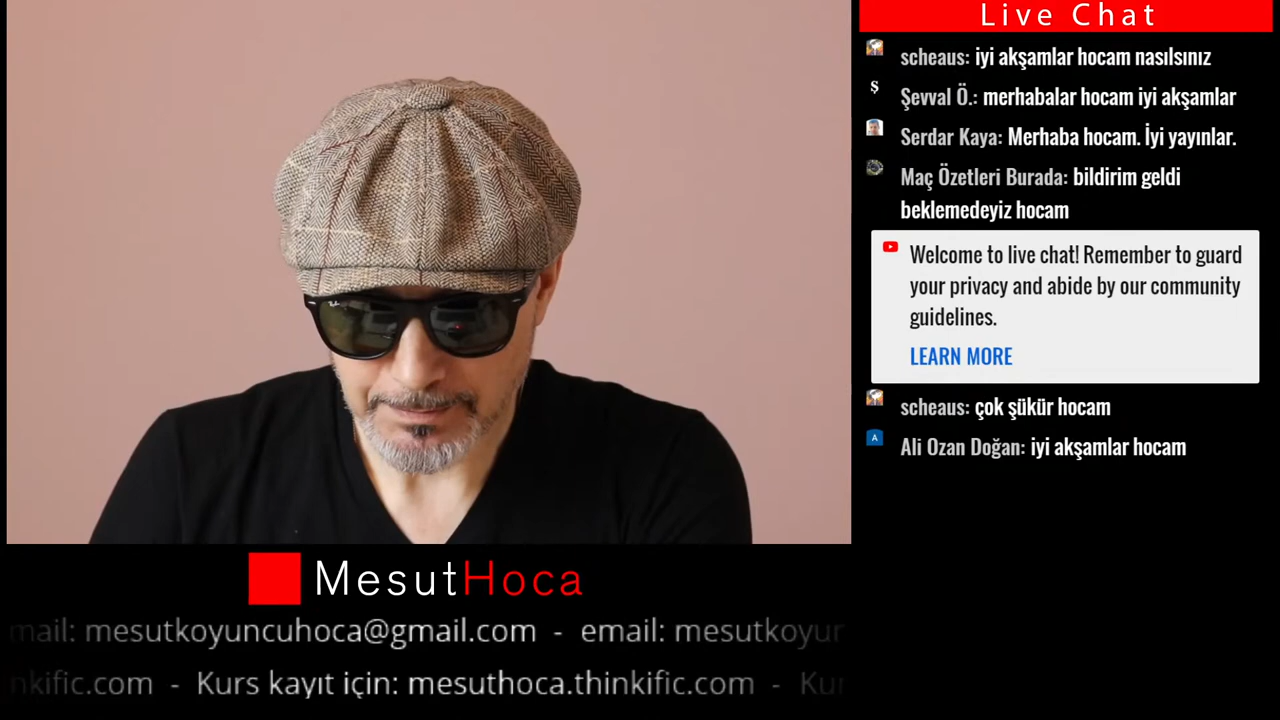 Live Chat
scheaus: iyi akşamlar hocam nasılsınız
Ş
Şevval Ö.: merhabalar hocam iyi akşamlar
Serdar Kaya: Merhaba hocam. İyi yayınlar.
Maç Özetleri Burada: bildirim geldi
beklemedeyiz hocam
Welcome to live chat! Remember to guard
your privacy and abide by our community
guidelines.
LEARN MORE
scheaus: çok şükür hocam
A
Ali Ozan Doğan: iyi akşamlar hocam
MesutHoca
mail: mesutkoyuncuhoca@gmail.com - email: mesutkoyur
nkific.com - Kurs kayıt için: mesuthoca.thinkific.com - Kur